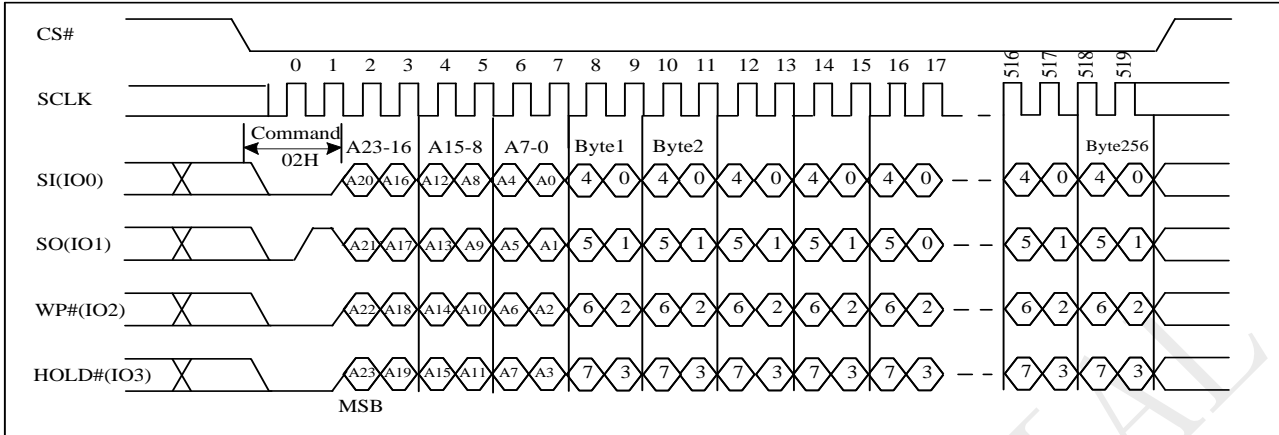 CS#
0 1 2 3 4 5 6 7 8 9 10 11 12 13 14 15 16 17 516 517 518 519
SCLK
Command
02H
A23-16 A15-8 A7-0 Byte1 Byte2 Byte256
SI(IO0) A20 A16 A12 A8 A4 A0 4 0 4 0 4 0 4 0 4 0 4 0 4 0
SO(IO1) A21 A17 A13 A9 A5 A1 5 1 5 1 5 1 5 1 5 0 5 1 5 1
WP#(IO2) A22 A18 A14 A10 A6 A2 6 2 6 2 6 2 6 2 6 2 6 2 6 2
HOLD#(IO3) A23 A19 A15 A11 A7 A3 7 3 7 3 7 3 7 3 7 3 7 3 7 3
MSB